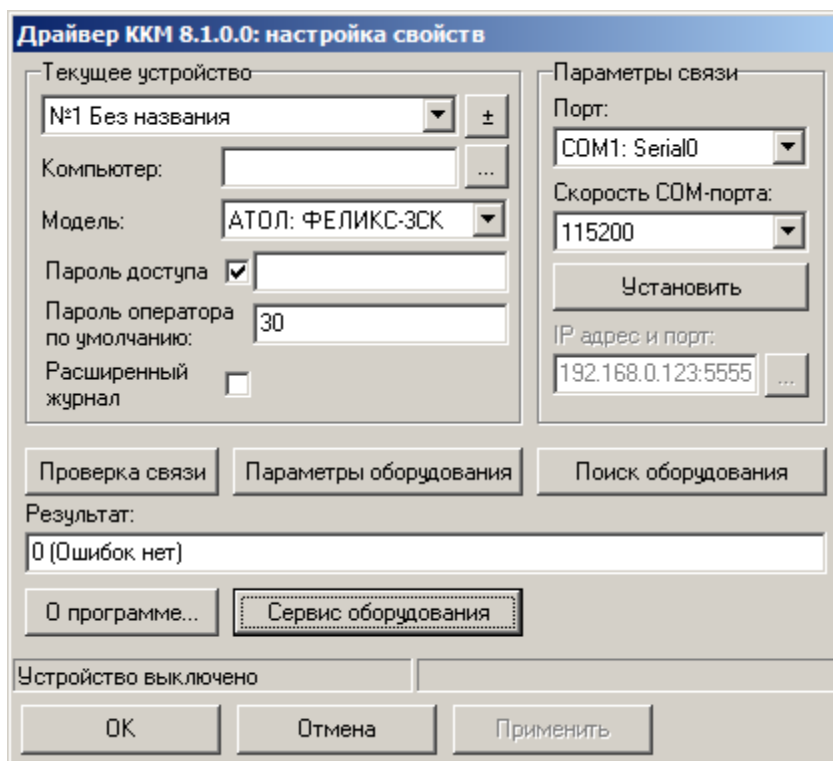 Драйвер ККМ 8.1.0.0: настройка свойств
Текущее устройство
№1 Без названия
±
Компьютер:
...
Модель:
АТОЛ: ФЕЛИКС-3СК
Пароль доступа
Пароль оператора
по умолчанию:
30
Расширенный
журнал
Параметры связи
Порт:
COM1: Serial0
Скорость COM-порта:
115200
Установить
IP адрес и порт:
192.168.0.123:5555
...
Проверка связи
Параметры оборудования
Поиск оборудования
Результат:
0 (Ошибок нет)
О программе...
Сервис оборудования
Устройство выключено
ОК
Отмена
Применить